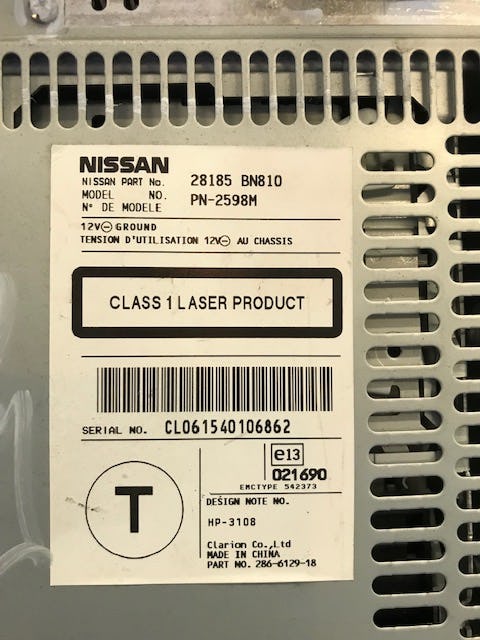 NISSAN
NISSAN PART No. 28185 BN810
MODEL NO. PN-2598M
N° DE MODELE
12V⊖ GROUND
TENSION D'UTILISATION 12V⊖ AU CHASSIS
CLASS 1 LASER PRODUCT
SERIAL NO. CL061540106862
e13
021690
EMCTYPE 542373
T
DESIGN NOTE NO.
HP-3108
Clarion Co.,Ltd
MADE IN CHINA
PART NO. 286-6129-18